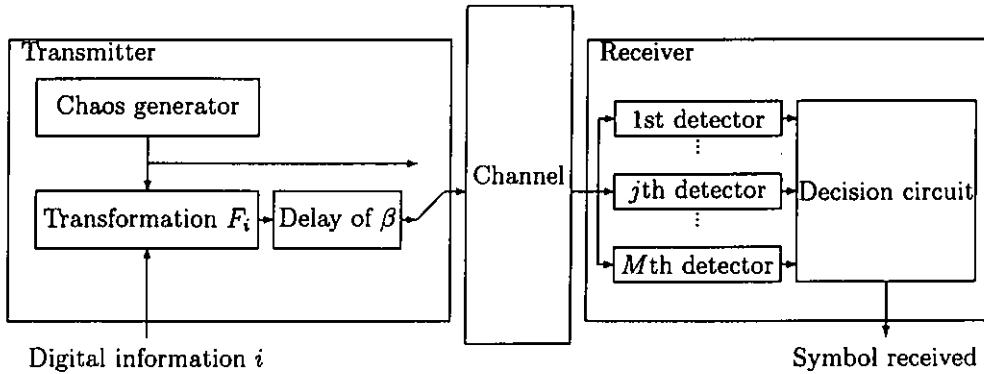 Transmitter
Chaos generator
Transformation F_i
Delay of β
Digital information i
Channel
Receiver
1st detector
⋮
jth detector
⋮
Mth detector
Decision circuit
Symbol received